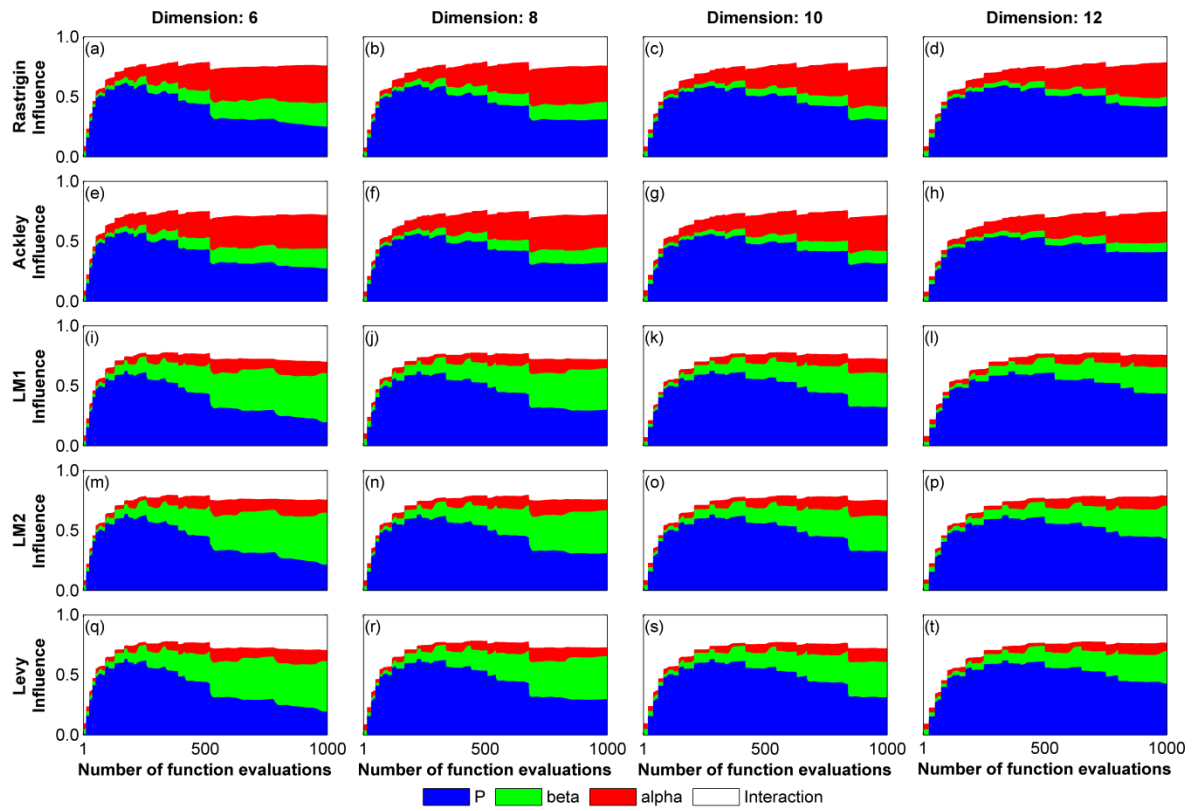 Dimension: 6 Dimension: 8 Dimension: 10 Dimension: 12
Rastrigin
Influence
1.0
0.5
0.0
(a) (b) (c) (d)
Ackley
Influence
1.0
0.5
0.0
(e) (f) (g) (h)
LM1
Influence
1.0
0.5
0.0
(i) (j) (k) (l)
LM2
Influence
1.0
0.5
0.0
(m) (n) (o) (p)
Levy
Influence
1.0
0.5
0.0
(q) (r) (s) (t)
1 500 1000 1 500 1000 1 500 1000 1 500 1000
Number of function evaluations Number of function evaluations Number of function evaluations Number of function evaluations
P beta alpha Interaction